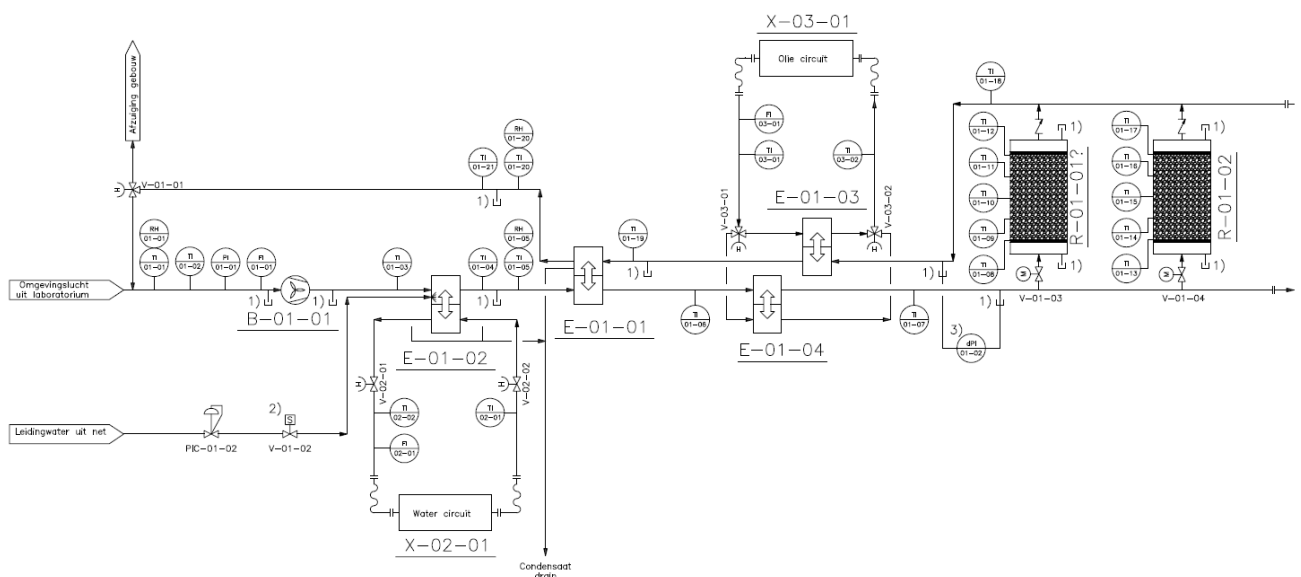 X-03-01
Olie circuit
Afzuiging gebouw
TI
01-18
FI
03-01
TI
03-01
TI
03-02
TI
01-12
TI
01-11
TI
01-10
TI
01-09
TI
01-08
1)
1)
R-01-01?
TI
01-17
TI
01-16
TI
01-15
TI
01-14
TI
01-13
1)
1)
R-01-02
RH
01-20
TI
01-21
TI
01-20
1)
H
V-01-01
E-01-03
V-03-01
V-03-02
H
H
RH
01-01
TI
01-01
TI
01-02
PI
01-01
FI
01-01
TI
01-03
TI
01-04
RH
01-05
TI
01-05
TI
01-19
1)
1)
1)
1)
1)
1)
Omgevingslucht
uit laboratorium
B-01-01
E-01-02
E-01-01
TI
01-06
E-01-04
TI
01-07
3)
dPI
01-02
M
V-01-03
M
V-01-04
H
V-02-01
H
V-02-02
TI
02-02
TI
02-01
FI
02-01
Leidingwater uit net
PIC-01-02
2)
S
V-01-02
Water circuit
X-02-01
Condensaat
drain